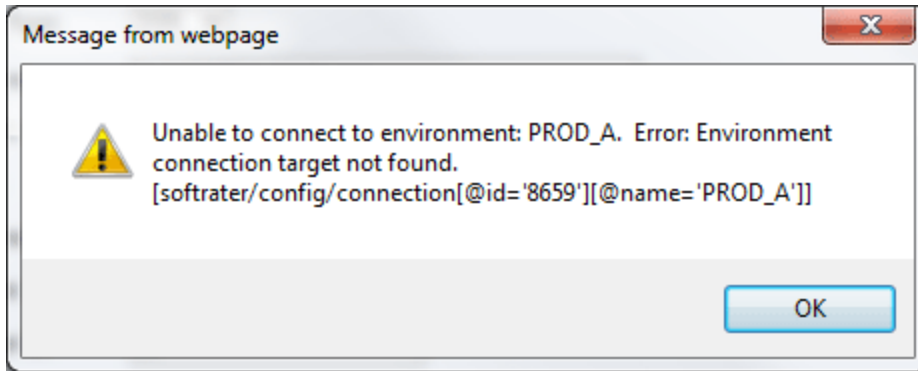 Message from webpage
Unable to connect to environment: PROD_A.  Error: Environment
connection target not found.
[softrater/config/connection[@id='8659'][@name='PROD_A']]
OK